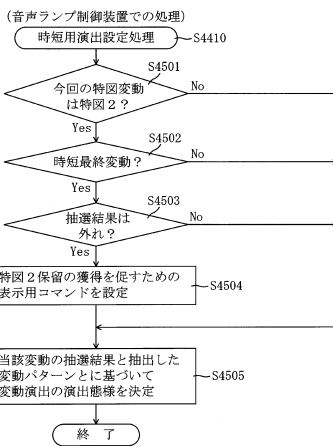 (音声ランプ制御装置での処理)
時短用演出設定処理
S4410
S4501
今回の特図変動
は特図2?
No
Yes
S4502
時短最終変動?
No
Yes
S4503
抽選結果は
外れ?
No
Yes
特図2保留の獲得を促すための
表示用コマンドを設定
S4504
当該変動の抽選結果と抽出した
変動パターンとに基づいて
変動演出の演出態様を決定
S4505
終 了